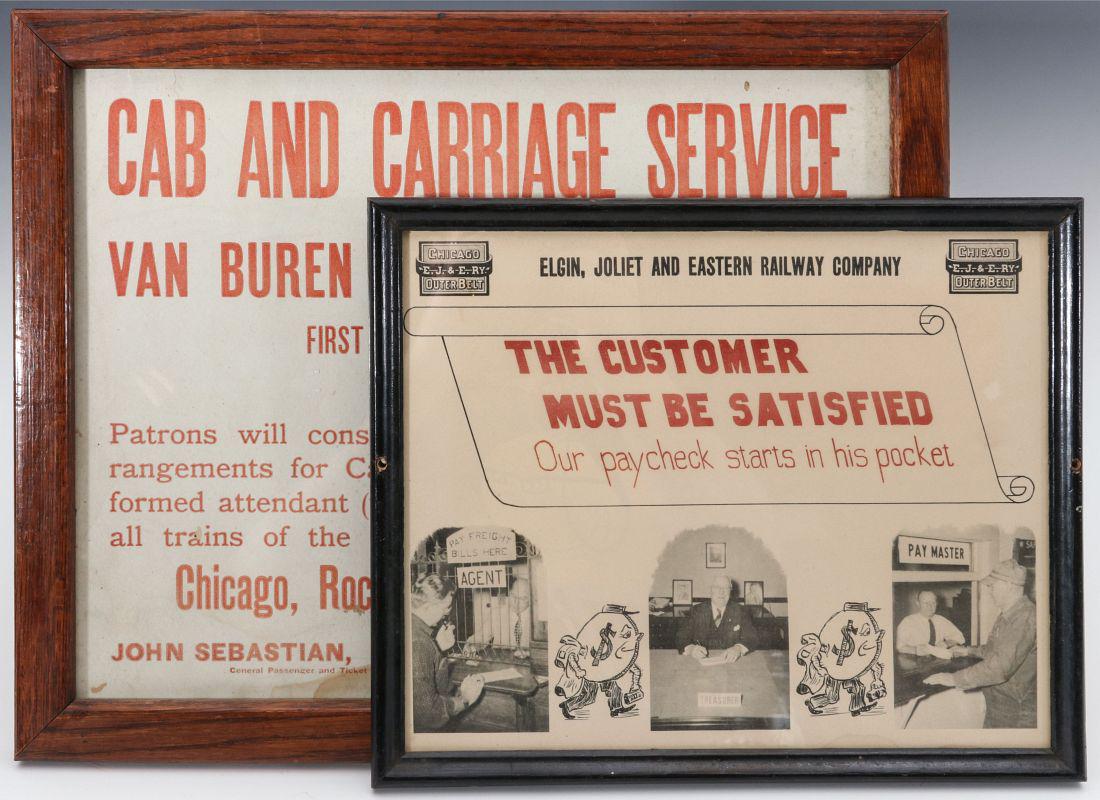 CAB AND CARRIAGE SERVICE
VAN BUREN
FIRST
Patrons will cons
rangements for C
formed attendant (
all trains of the
Chicago, Roc
JOHN SEBASTIAN,
General Passenger and Ticket
CHICAGO
E. J. & E. RY.
OUTER BELT
ELGIN, JOLIET AND EASTERN RAILWAY COMPANY
CHICAGO
E. J. & E. RY.
OUTER BELT
THE CUSTOMER
MUST BE SATISFIED
Our paycheck starts in his pocket
PAY FREIGHT
BILLS HERE
AGENT
$
TREASURER
$
PAY MASTER
SA